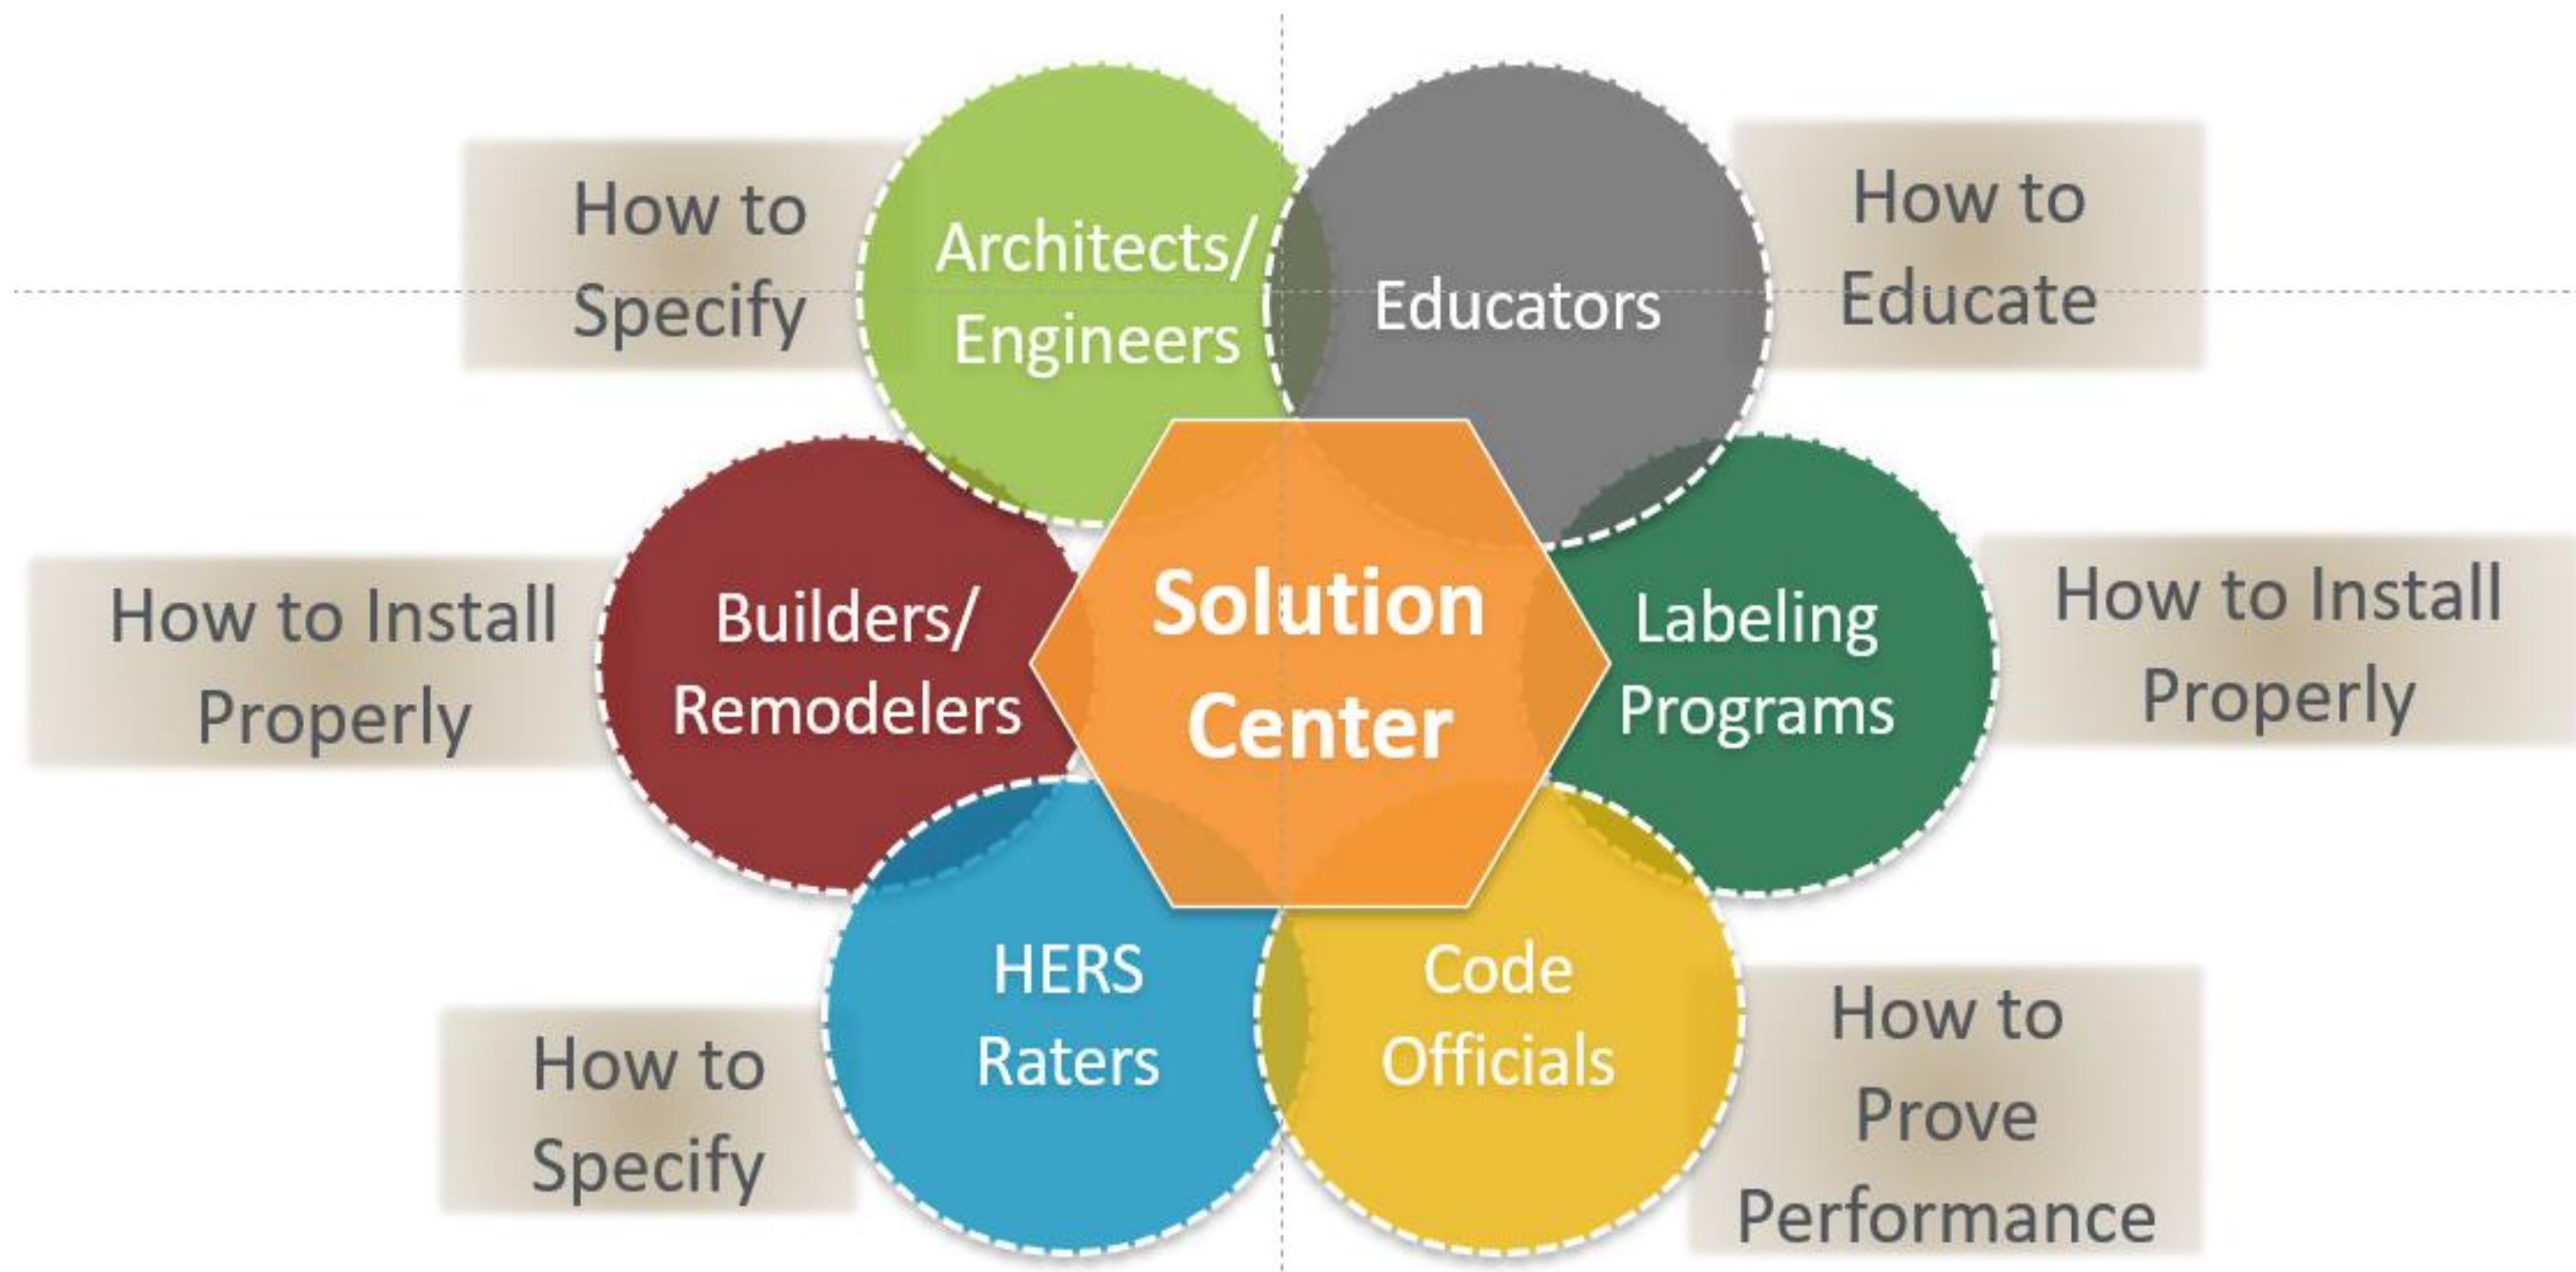 How to
Specify
Architects/
Engineers
Educators
How to
Educate
How to Install
Properly
Builders/
Remodelers
Solution
Center
Labeling
Programs
How to Install
Properly
How to
Specify
HERS
Raters
Code
Officials
How to
Prove
Performance